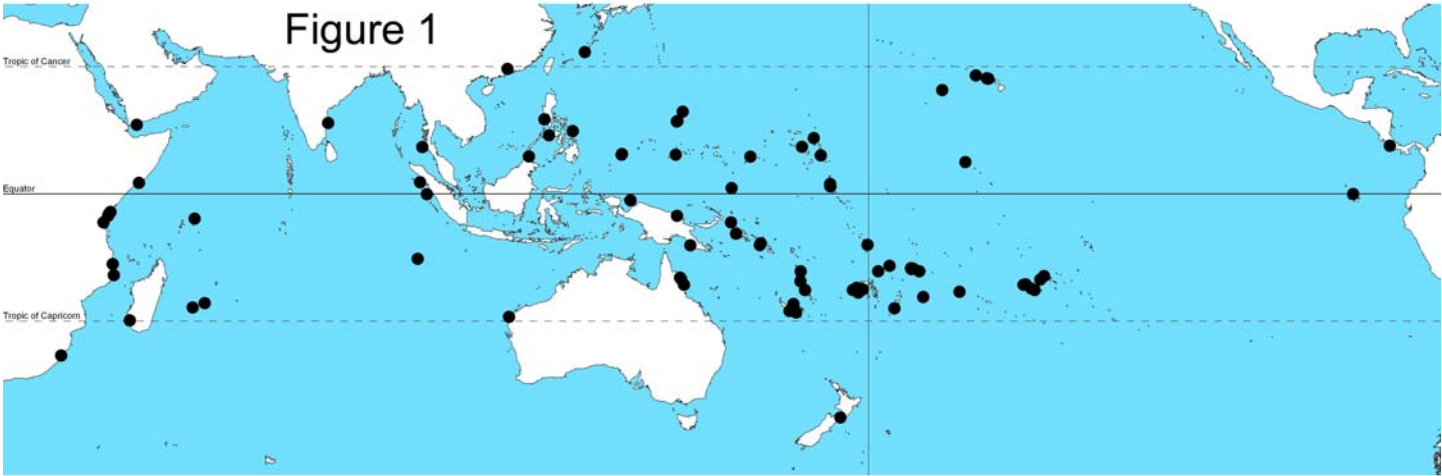 Figure 1
Tropic of Cancer
Equator
Tropic of Capricorn